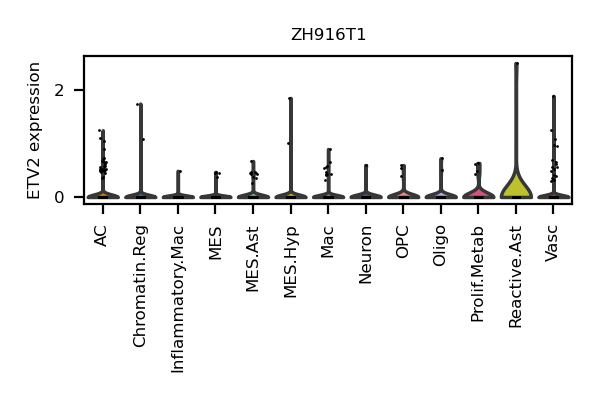 ZH916T1
ETV2 expression
2
0
AC
Chromatin.Reg
Inflammatory.Mac
MES
MES.Ast
MES.Hyp
Mac
Neuron
OPC
Oligo
Prolif.Metab
Reactive.Ast
Vasc